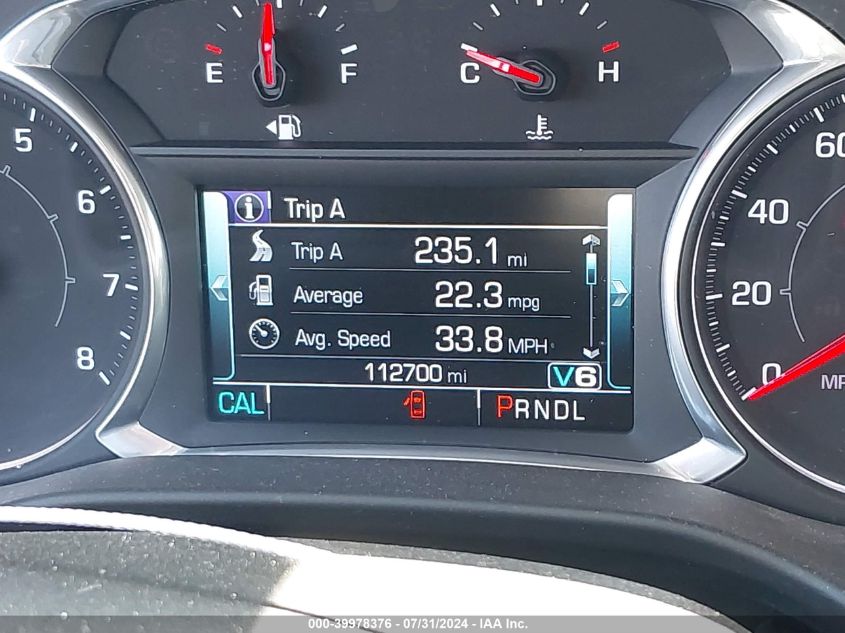 E F
C H
5
6
7
8
60
40
20
0
MP
i Trip A
Trip A 235.1 mi
Average 22.3 mpg
Avg. Speed 33.8 MPH
112700 mi V6
CAL PRNDL
000-39978376 / 07/31/2024 - IAA Inc.